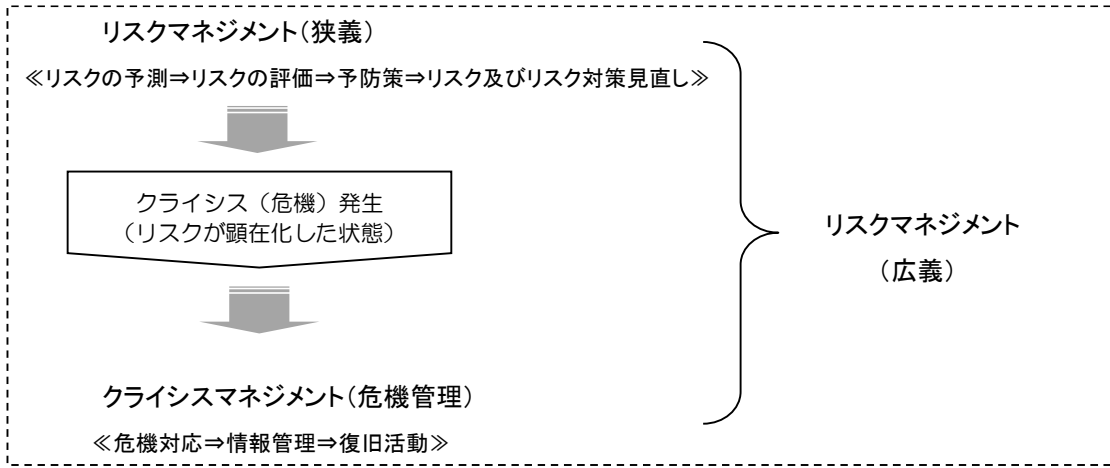 リスクマネジメント(狭義)
≪リスクの予測⇒リスクの評価⇒予防策⇒リスク及びリスク対策見直し≫
クライシス(危機)発生
(リスクが顕在化した状態)
リスクマネジメント
(広義)
クライシスマネジメント(危機管理)
≪危機対応⇒情報管理⇒復旧活動≫